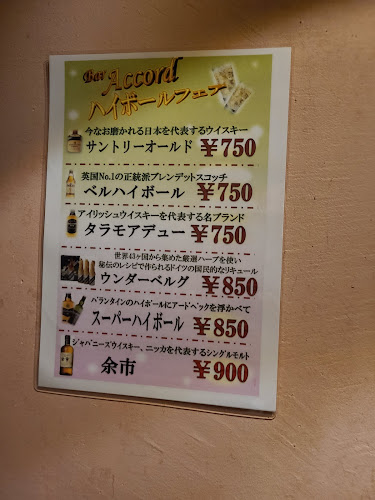 Bar Accord
ハイボールフェア
今なお磨かれる日本を代表するウイスキー
サントリーオールド ￥750
英国No.1の正統派ブレンデットスコッチ
ベルハイボール ￥750
アイリッシュウイスキーを代表する名ブランド
タラモアデュー ￥750
世界43ヶ国から集めた厳選ハーブを使い
秘伝のレシピで作られるドイツの国民的なリキュール
ウンダーベルグ ￥850
バランタインのハイボールにアードベックを浮かべて
スーパーハイボール ￥850
ジャパニーズウイスキー、ニッカを代表するシングルモルト
余市 ￥900